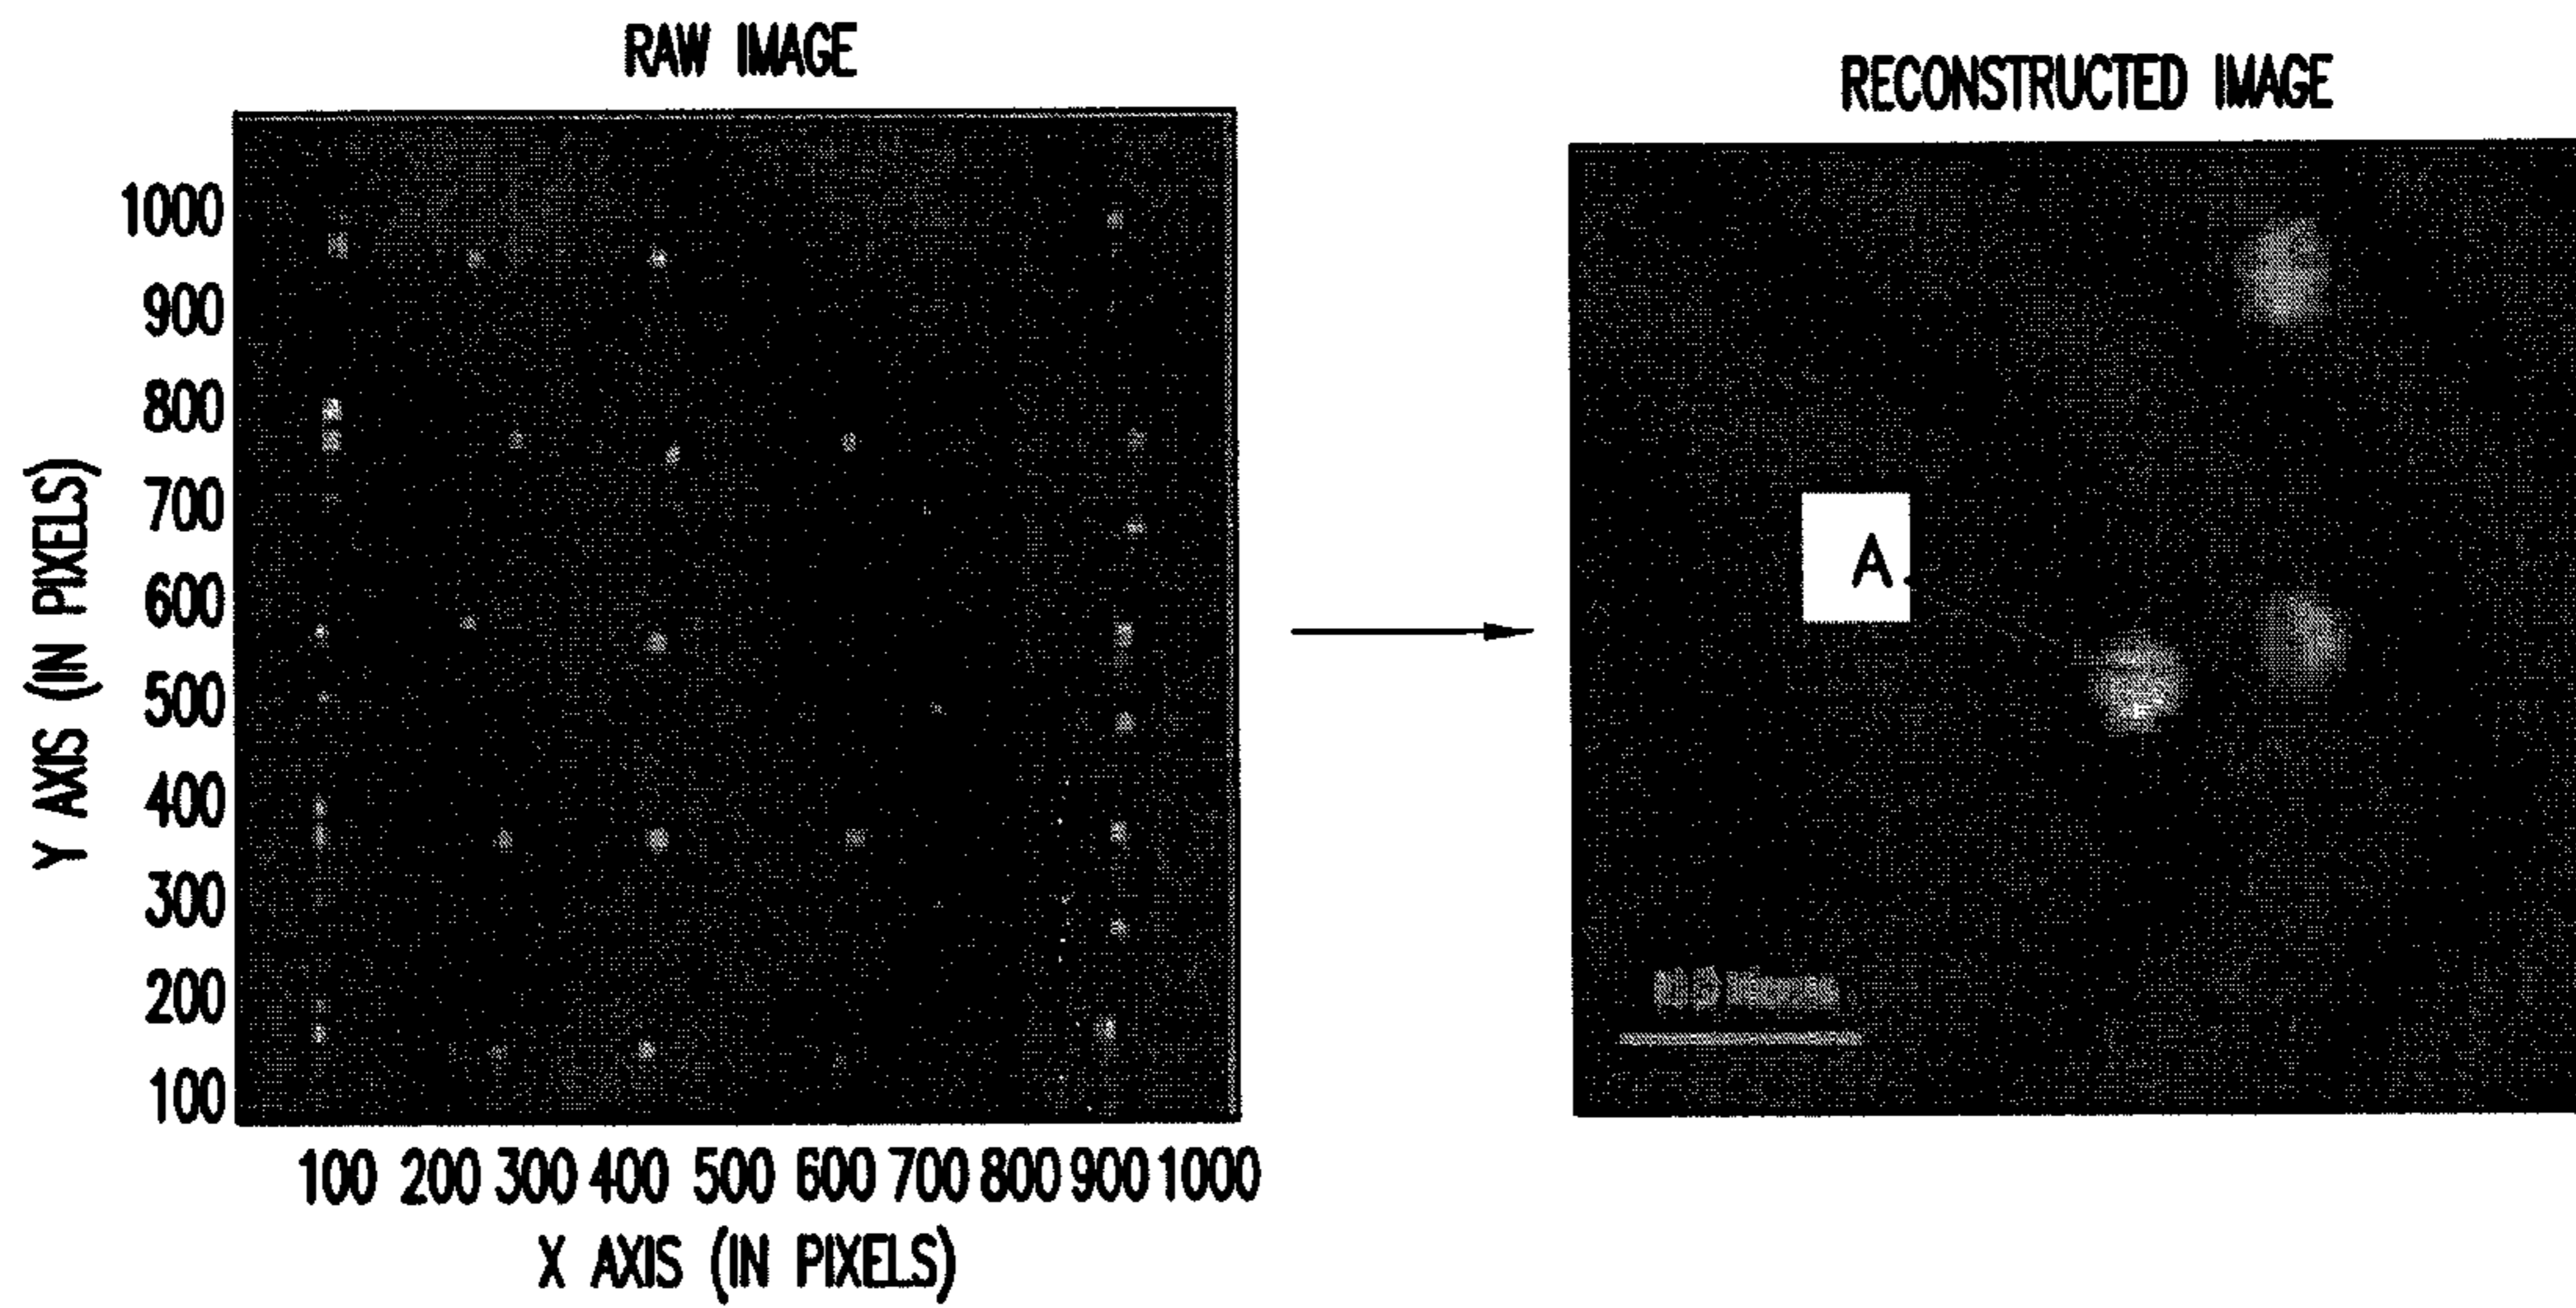 RAW IMAGE
1000
900
800
700
600
500
400
300
200
100
Y AXIS (IN PIXELS)
100 200 300 400 500 600 700 800 900 1000
X AXIS (IN PIXELS)
RECONSTRUCTED IMAGE
A